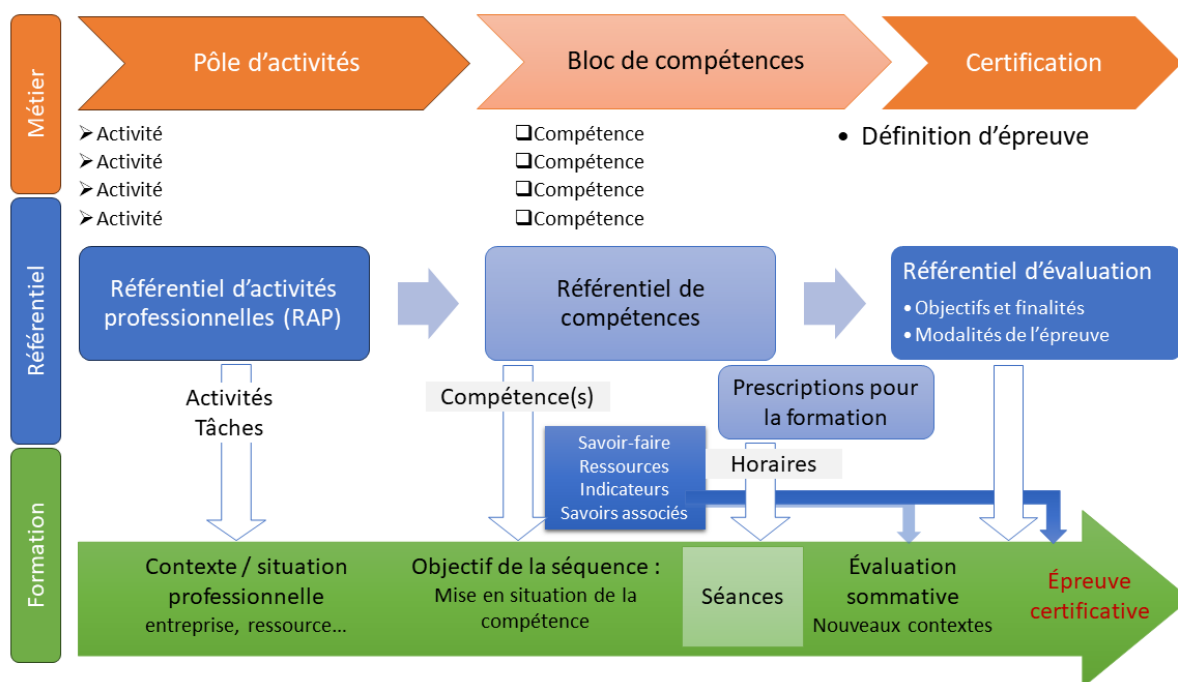 Métier
Pôle d'activités
Bloc de compétences
Certification
➢ Activité
➢ Activité
➢ Activité
➢ Activité
❑ Compétence
❑ Compétence
❑ Compétence
❑ Compétence
• Définition d'épreuve
Référentiel
Référentiel d'activités
professionnelles (RAP)
Référentiel de
compétences
Référentiel d'évaluation
• Objectifs et finalités
• Modalités de l'épreuve
Activités
Tâches
Compétence(s)
Prescriptions pour
la formation
Savoir-faire
Ressources
Indicateurs
Savoirs associés
Horaires
Formation
Contexte / situation
professionnelle
entreprise, ressource...
Objectif de la séquence :
Mise en situation de la
compétence
Séances
Évaluation
sommative
Nouveaux contextes
Épreuve
certificative